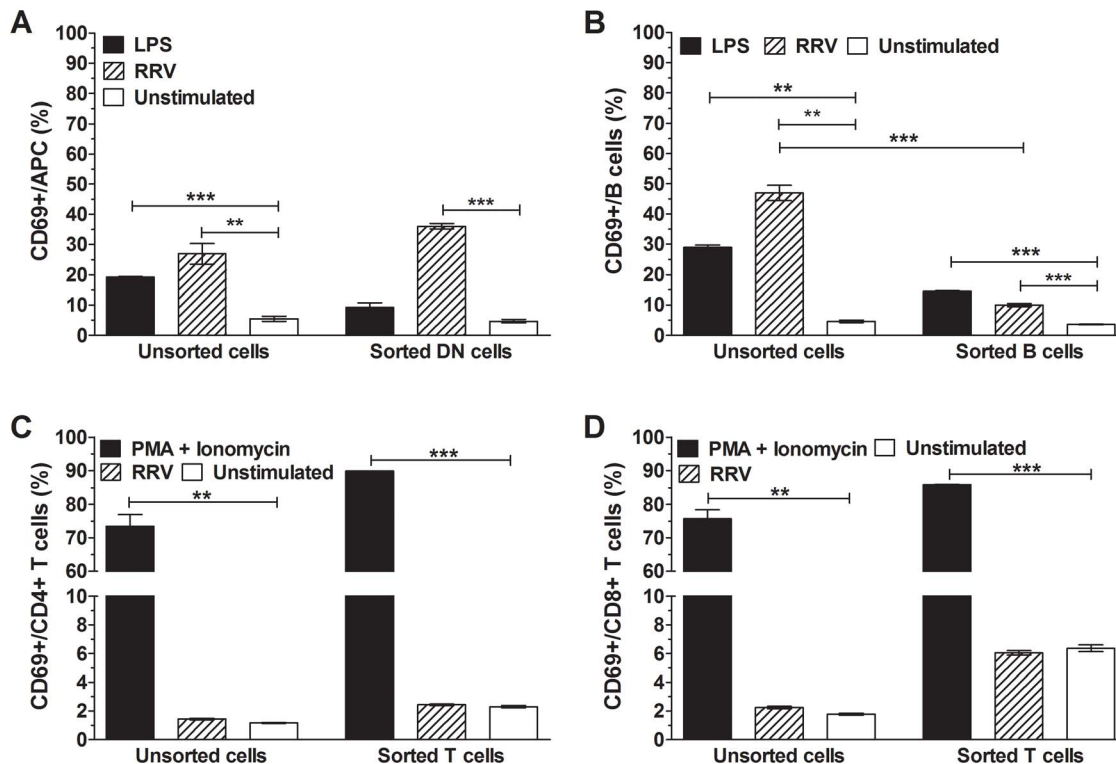 A
LPS
RRV
Unstimulated
CD69+/APC (%)
100
90
80
70
60
50
40
30
20
10
0
***
**
***
Unsorted cells
Sorted DN cells
B
LPS RRV Unstimulated
CD69+/B cells (%)
100
90
80
70
60
50
40
30
20
10
0
**
**
***
***
***
Unsorted cells
Sorted B cells
C
PMA + Ionomycin
RRV Unstimulated
CD69+/CD4+ T cells (%)
100
90
80
70
60
10
8
6
4
2
0
**
***
Unsorted cells
Sorted T cells
D
PMA + Ionomycin Unstimulated
RRV
CD69+/CD8+ T cells (%)
100
90
80
70
60
10
8
6
4
2
0
**
***
Unsorted cells
Sorted T cells